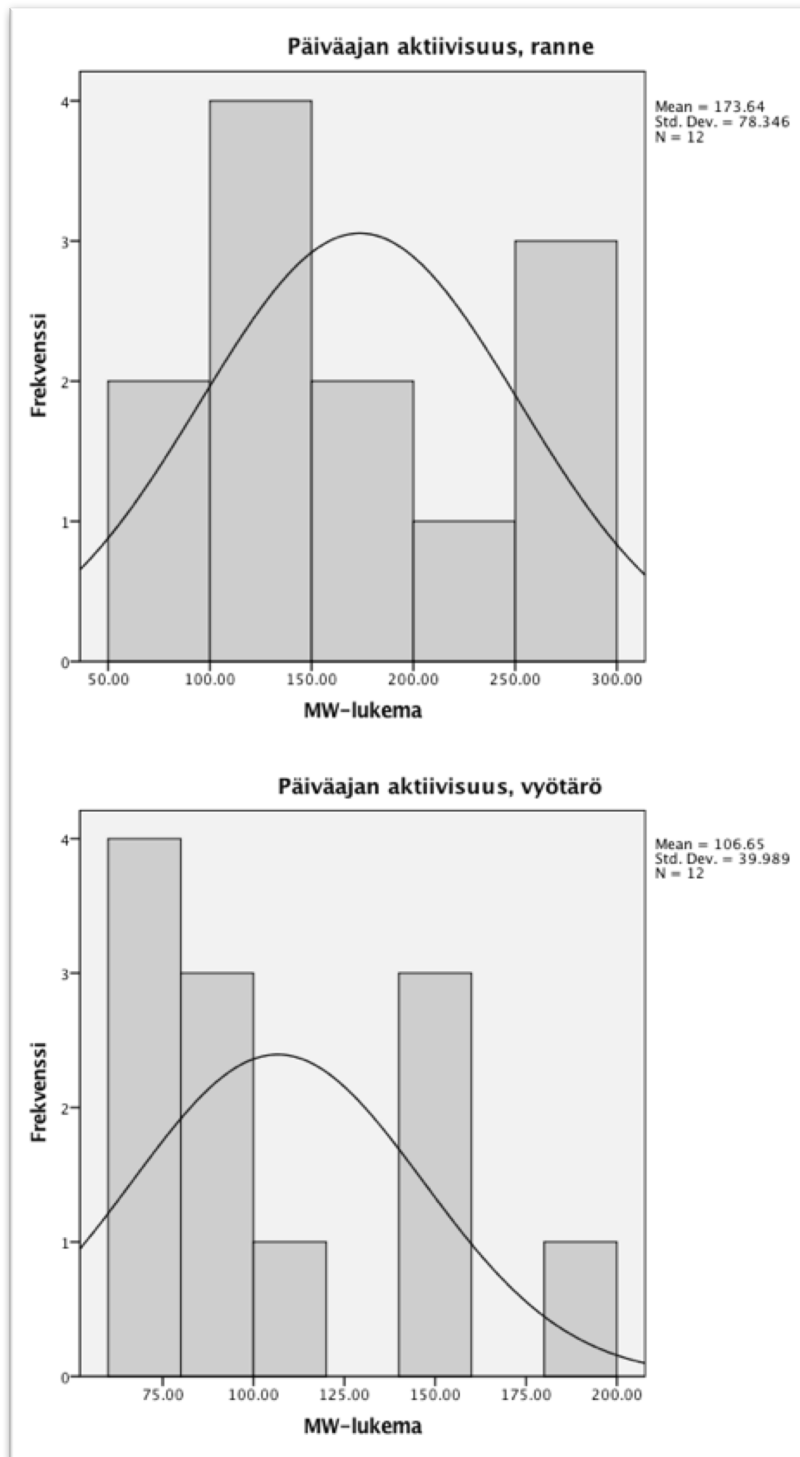 Päiväajan aktiivisuus, ranne
Mean = 173.64
Std. Dev. = 78.346
N = 12
Frekvenssi
4
3
2
1
0
50.00 100.00 150.00 200.00 250.00 300.00
MW-lukema
Päiväajan aktiivisuus, vyötärö
Mean = 106.65
Std. Dev. = 39.989
N = 12
Frekvenssi
4
3
2
1
0
75.00 100.00 125.00 150.00 175.00 200.00
MW-lukema